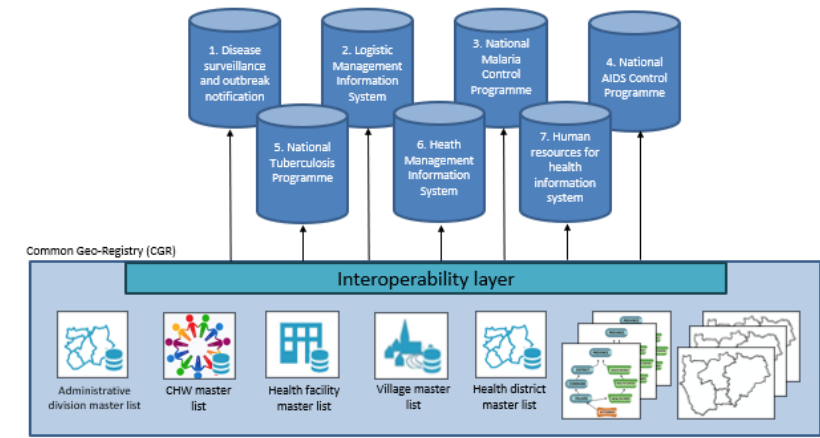 1. Disease
surveillance
and outbreak
notification
2. Logistic
Management
Information
System
3. National
Malaria
Control
Programme
4. National
AIDS Control
Programme
5. National
Tuberculosis
Programme
6. Heath
Management
Information
System
7. Human
resources for
health
information
system
Common Geo-Registry (CGR)
Interoperability layer
Administrative
division master list
CHW master
list
Health facility
master list
Village master
list
Health district
master list